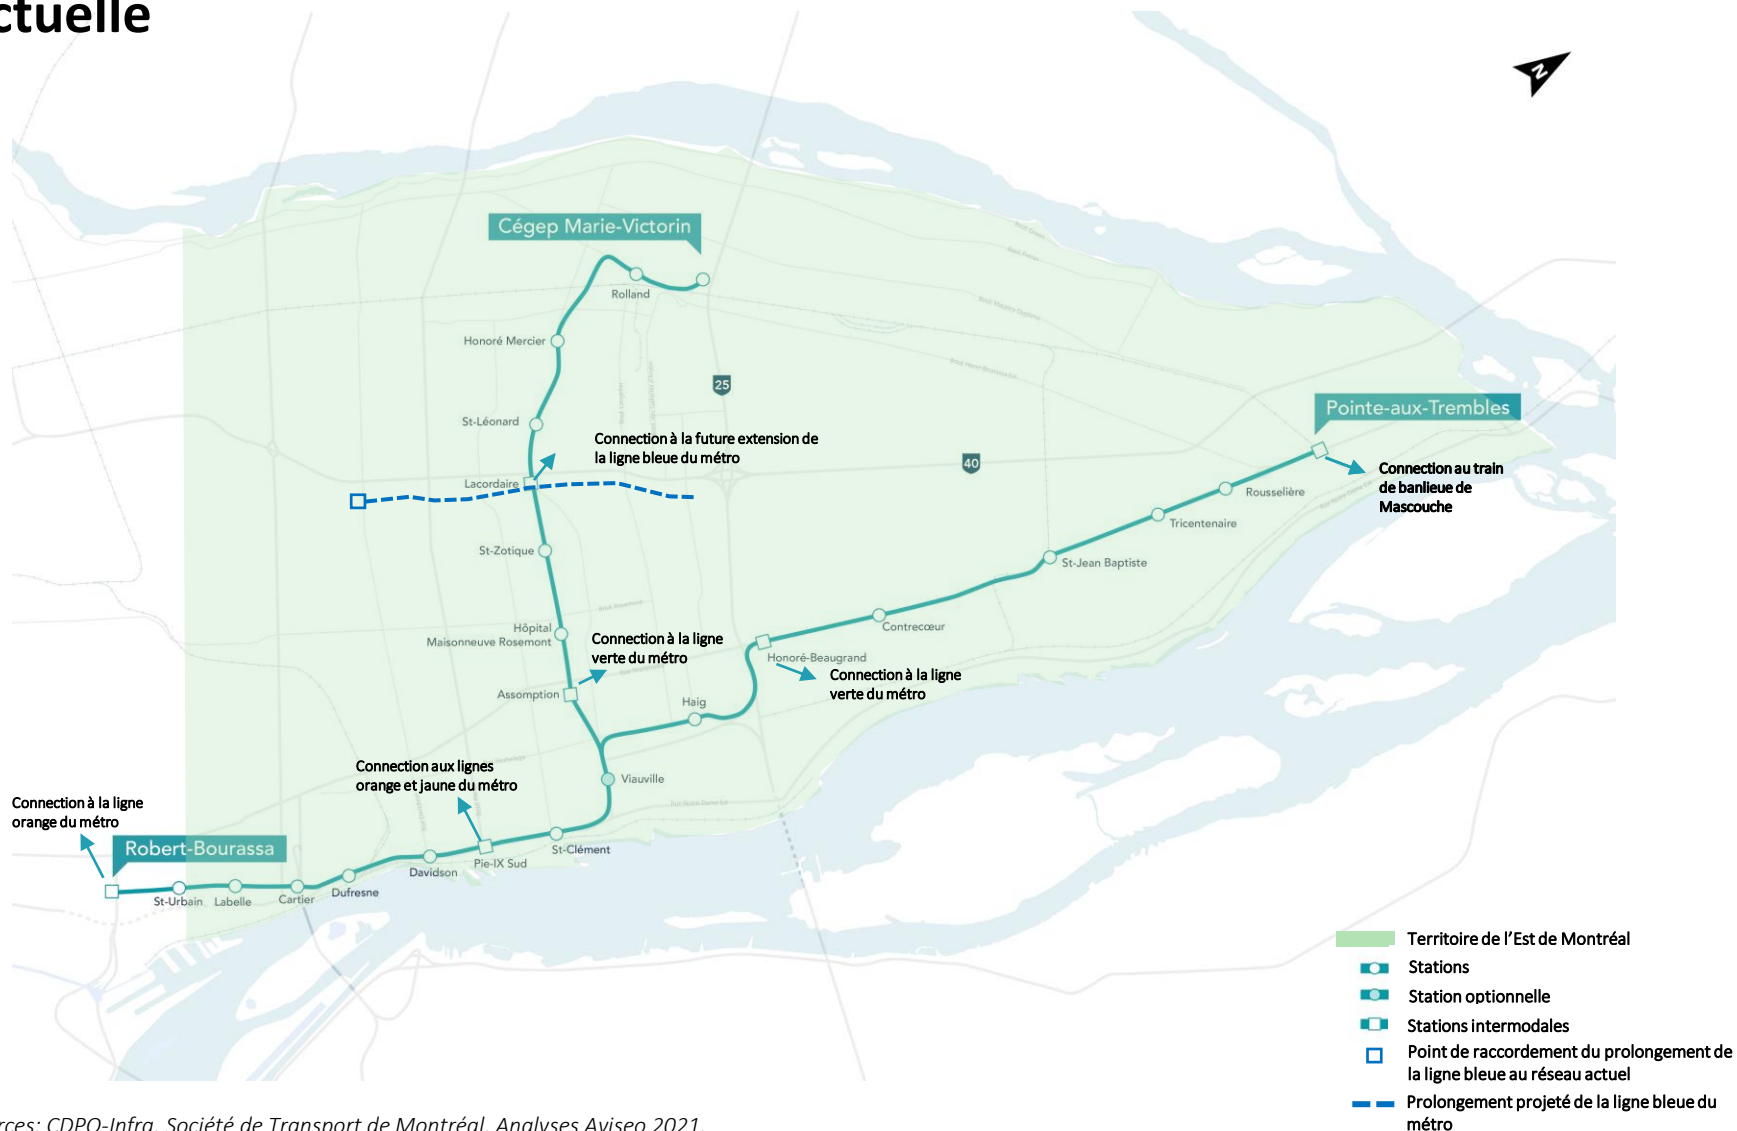 ctuelle
N
Cégep Marie-Victorin
Rolland
Honoré Mercier
25
St-Léonard
Pointe-aux-Trembles
Connection à la future extension de
la ligne bleue du métro
40
Connection au train
de banlieue de
Mascouche
Lacordaire
Rousselière
Tricentenaire
St-Zotique
St-Jean Baptiste
Hôpital
Maisonneuve Rosemont
Connection à la ligne
verte du métro
Contrecœur
Honoré-Beaugrand
Connection à la ligne
verte du métro
Assomption
Haig
Connection aux lignes
orange et jaune du métro
Viauville
Connection à la ligne
orange du métro
Robert-Bourassa
St-Clément
Pie-IX Sud
Davidson
Dufresne
Cartier
Labelle
St-Urbain
Territoire de l'Est de Montréal
Stations
Station optionnelle
Stations intermodales
Point de raccordement du prolongement de
la ligne bleue au réseau actuel
Prolongement projeté de la ligne bleue du
métro
rces: CDPQ-Infra, Société de Transport de Montréal, Analyses Aviseo 2021.